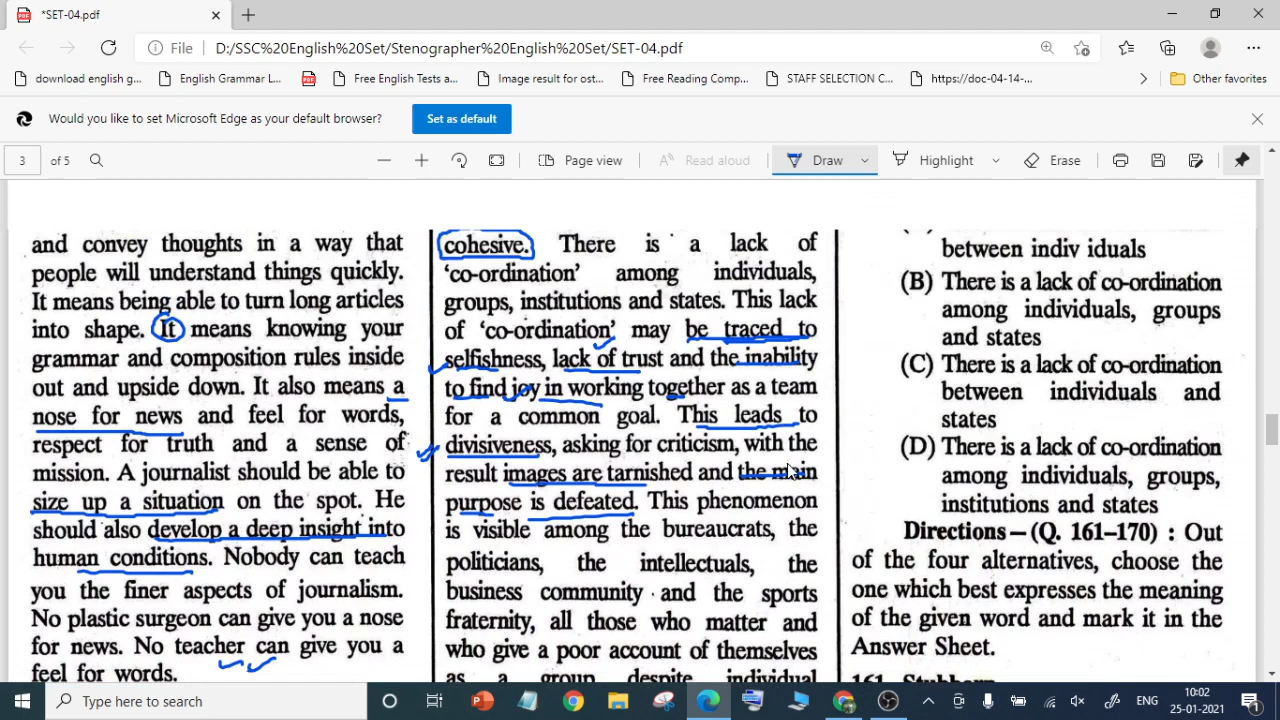 *SET-04.pdf
File D:/SSC%20English%20Set/Stenographer%20English%20Set/SET-04.pdf
download english g... English Grammar L... Free English Tests a... Image result for ost... Free Reading Comp... STAFF SELECTION C... https://doc-04-14-... Other favorites
Would you like to set Microsoft Edge as your default browser? Set as default
3 of 5 Page view Read aloud Draw Highlight Erase
and convey thoughts in a way that
people will understand things quickly.
It means being able to turn long articles
into shape. It means knowing your
grammar and composition rules inside
out and upside down. It also means a
nose for news and feel for words,
respect for truth and a sense of
mission. A journalist should be able to
size up a situation on the spot. He
should also develop a deep insight into
human conditions. Nobody can teach
you the finer aspects of journalism.
No plastic surgeon can give you a nose
for news. No teacher can give you a
feel for words.
cohesive. There is a lack of
'co-ordination' among individuals,
groups, institutions and states. This lack
of 'co-ordination' may be traced to
selfishness, lack of trust and the inability
to find joy in working together as a team
for a common goal. This leads to
divisiveness, asking for criticism, with the
result images are tarnished and the main
purpose is defeated. This phenomenon
is visible among the bureaucrats, the
politicians, the intellectuals, the
business community and the sports
fraternity, all those who matter and
who give a poor account of themselves
as a group despite individual
between indiv iduals
(B) There is a lack of co-ordination
among individuals, groups
and states
(C) There is a lack of co-ordination
between individuals and
states
(D) There is a lack of co-ordination
among individuals, groups,
institutions and states
Directions – (Q. 161–170) : Out
of the four alternatives, choose the
one which best expresses the meaning
of the given word and mark it in the
Answer Sheet.
161. Stubborn
Type here to search
ENG
10:02
25-01-2021